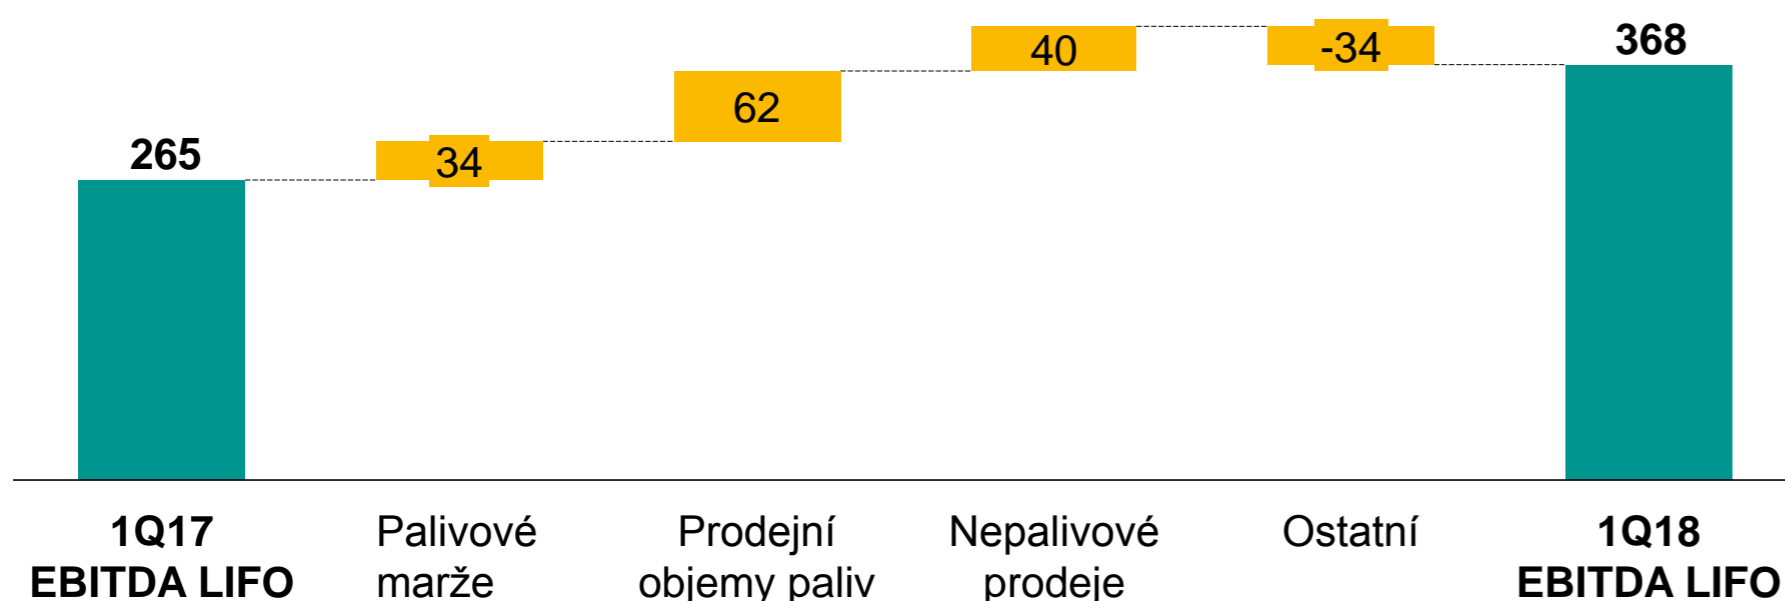 265
34
62
40
-34
368
1Q17
EBITDA LIFO
Palivové
marže
Prodejní
objemy paliv
Nepalivové
prodeje
Ostatní
1Q18
EBITDA LIFO